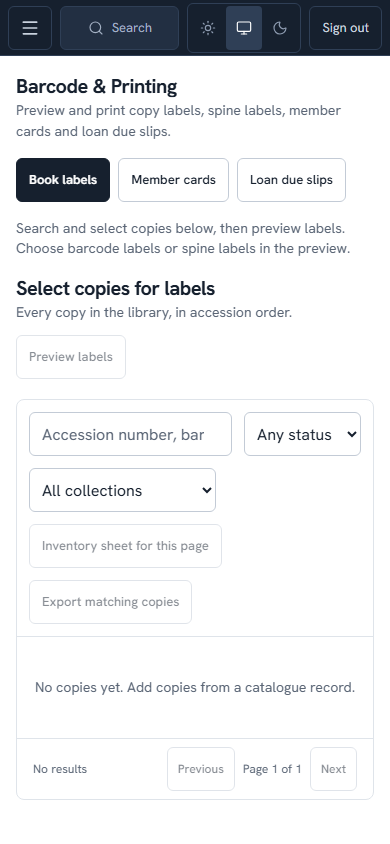 Search
Sign out
Barcode & Printing
Preview and print copy labels, spine labels, member
cards and loan due slips.
Book labels
Member cards
Loan due slips
Search and select copies below, then preview labels.
Choose barcode labels or spine labels in the preview.
Select copies for labels
Every copy in the library, in accession order.
Preview labels
Accession number, bar
Any status
All collections
Inventory sheet for this page
Export matching copies
No copies yet. Add copies from a catalogue record.
No results
Previous
Page 1 of 1
Next